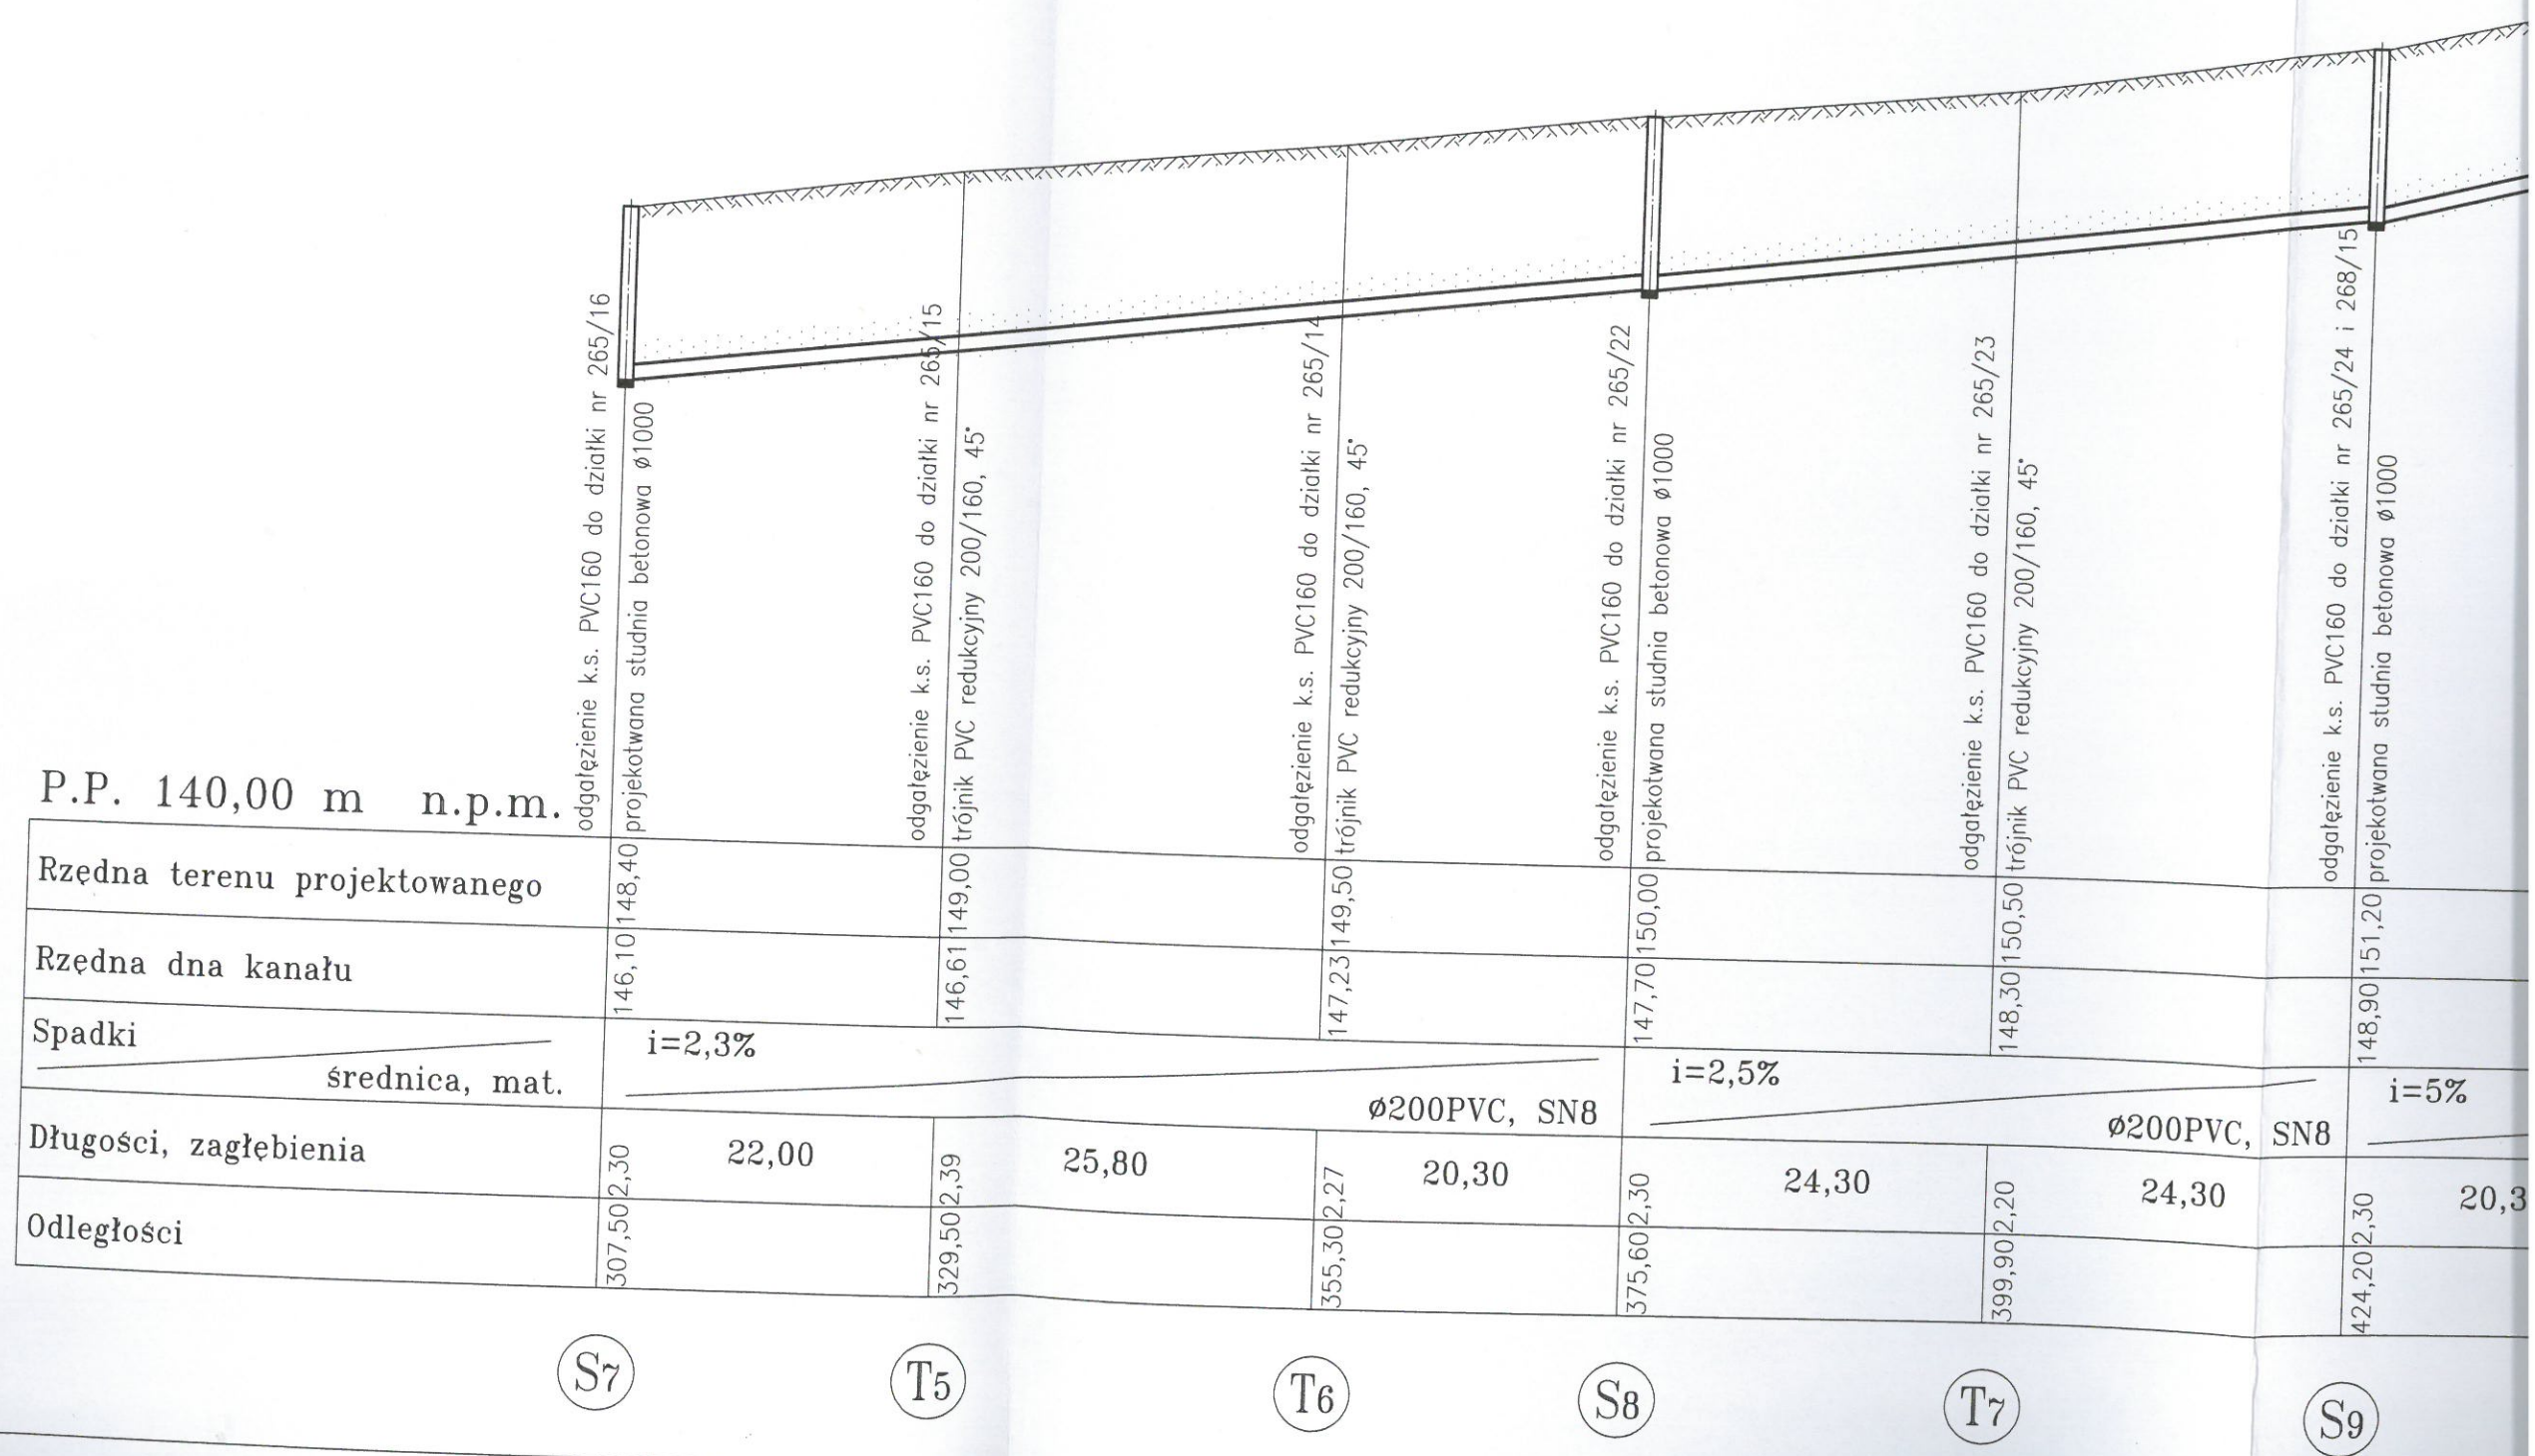 odgałęzienie k.s. PVC160 do działki nr 265/16
projekotwana studnia betonowa ø1000
odgałęzienie k.s. PVC160 do działki nr 265/15
trójnik PVC redukcyjny 200/160, 45°
odgałęzienie k.s. PVC160 do działki nr 265/14
trójnik PVC redukcyjny 200/160, 45°
odgałęzienie k.s. PVC160 do działki nr 265/22
projekotwana studnia betonowa ø1000
odgałęzienie k.s. PVC160 do działki nr 265/23
trójnik PVC redukcyjny 200/160, 45°
odgałęzienie k.s. PVC160 do działki nr 265/24 i 268/15
projekotwana studnia betonowa ø1000
P.P. 140,00 m n.p.m.
Rzędna terenu projektowanego
148,40
149,00
149,50
150,00
150,50
151,20
Rzędna dna kanału
146,10
146,61
147,23
147,70
148,30
148,90
Spadki
średnica, mat.
i=2,3%
ø200PVC, SN8
i=2,5%
ø200PVC, SN8
i=5%
Długości, zagłębienia
2,30
22,00
2,39
25,80
2,27
20,30
2,30
24,30
2,20
24,30
2,30
20,3
Odległości
307,50
329,50
355,30
375,60
399,90
424,20
S7
T5
T6
S8
T7
S9